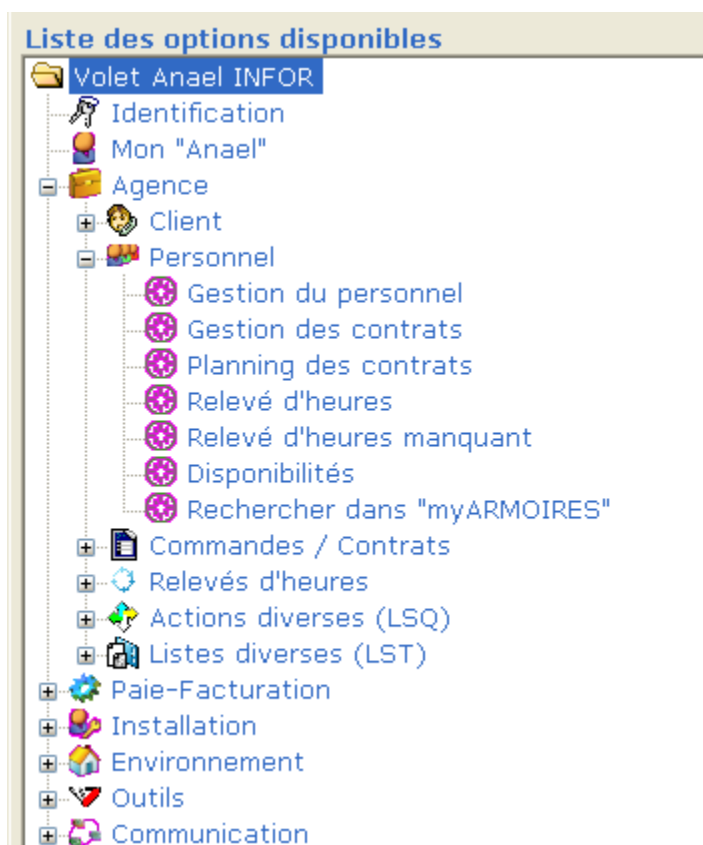 Liste des options disponibles
Volet Anael INFOR
Identification
Mon "Anael"
Agence
Client
Personnel
Gestion du personnel
Gestion des contrats
Planning des contrats
Relevé d'heures
Relevé d'heures manquant
Disponibilités
Rechercher dans "myARMOIRES"
Commandes / Contrats
Relevés d'heures
Actions diverses (LSQ)
Listes diverses (LST)
Paie-Facturation
Installation
Environnement
Outils
Communication